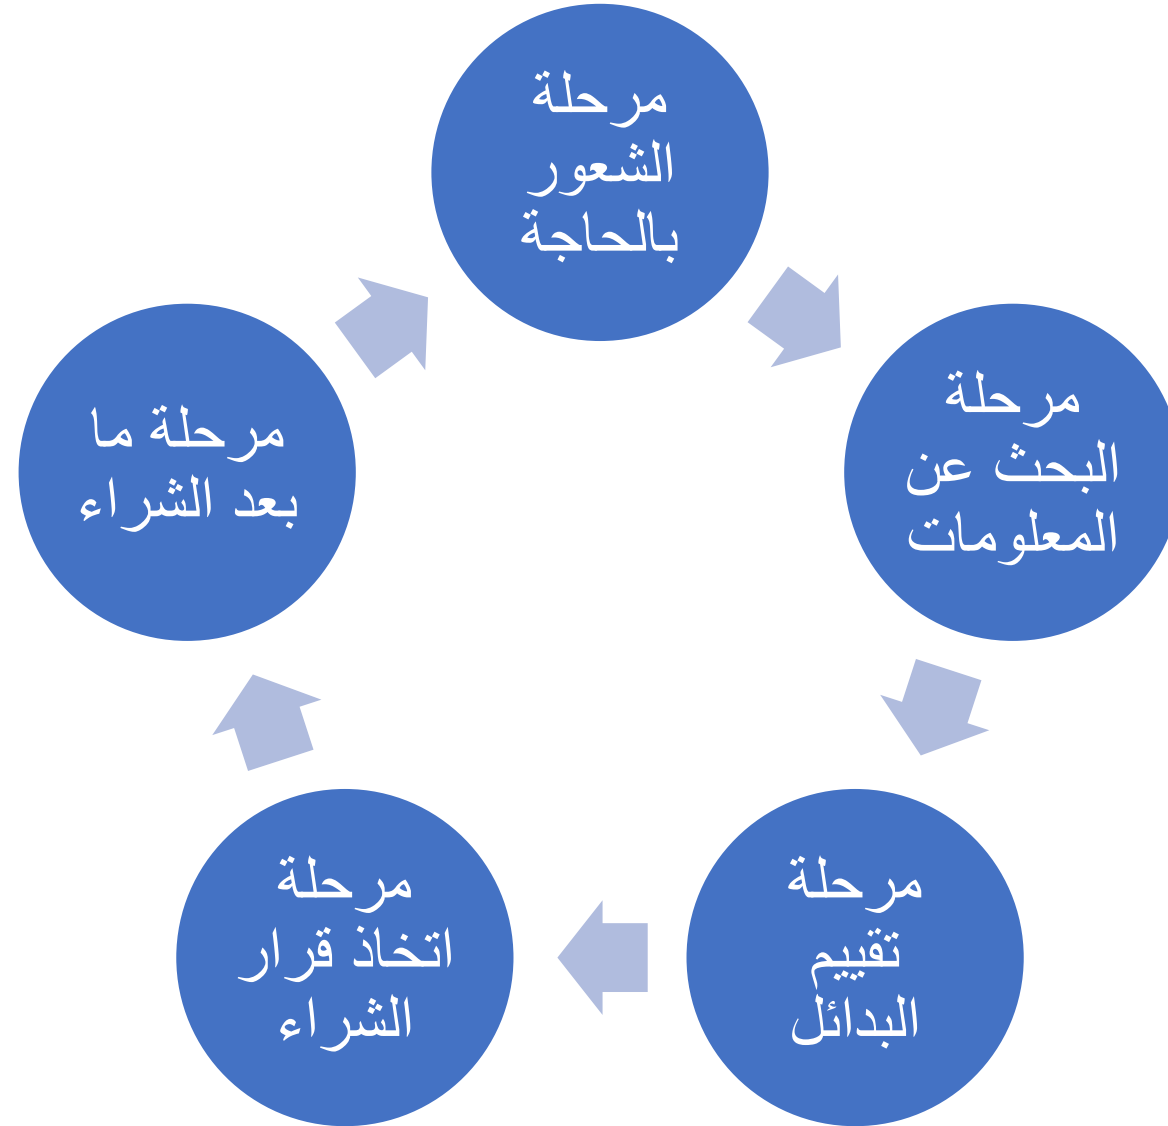 مرحلة
الشعور
بالحاجة
مرحلة
البحث عن
المعلومات
مرحلة
تقييم
البدائل
مرحلة
اتخاذ قرار
الشراء
مرحلة ما
بعد الشراء